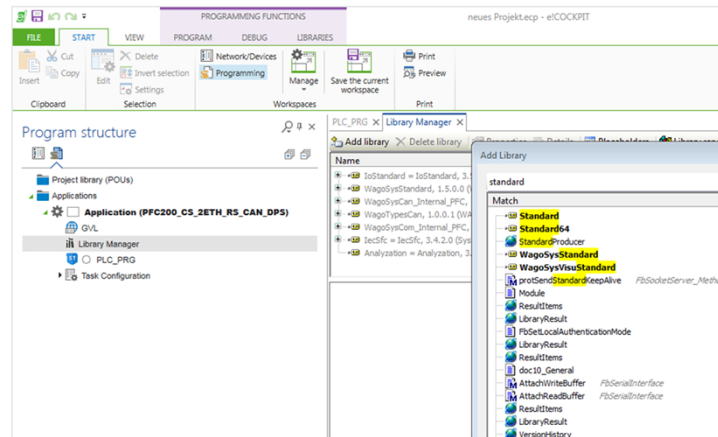 PROGRAMMING FUNCTIONS
neues Projekt.ecp - e!COCKPIT
FILE START VIEW PROGRAM DEBUG LIBRARIES
Insert
Cut
Copy
Clipboard
Edit
Delete
Invert selection
Settings
Selection
Network/Devices
Programming
Manage
Save the current
workspace
Workspaces
Print
Preview
Print
Program structure
Project library (POUs)
Applications
Application (PFC200_CS_2ETH_RS_CAN_DPS)
GVL
Library Manager
PLC_PRG
Task Configuration
PLC_PRG Library Manager
Add library Delete library Properties Details Placeholders
Name
IoStandard = IoStandard, 3.
WagoSysStandard, 1.5.0.0
WagoSysCan_Internal_PFC,
WagoTypesCan, 1.0.0.1 (WA
WagoSysCom_Internal_PFC,
IecSfc = IecSfc, 3.4.2.0 (Sys
Analyzation = Analyzation, 3.
Add Library
standard
Match
Standard
Standard64
StandardProducer
WagoSysStandard
WagoSysVisuStandard
protSendStandardKeepAlive FbSocketServer_Meth
Module
ResultItems
LibraryResult
FbSetLocalAuthenticationMode
LibraryResult
ResultItems
doc10_General
AttachWriteBuffer FbSerialInterface
AttachReadBuffer FbSerialInterface
ResultItems
LibraryResult
VersionHistory